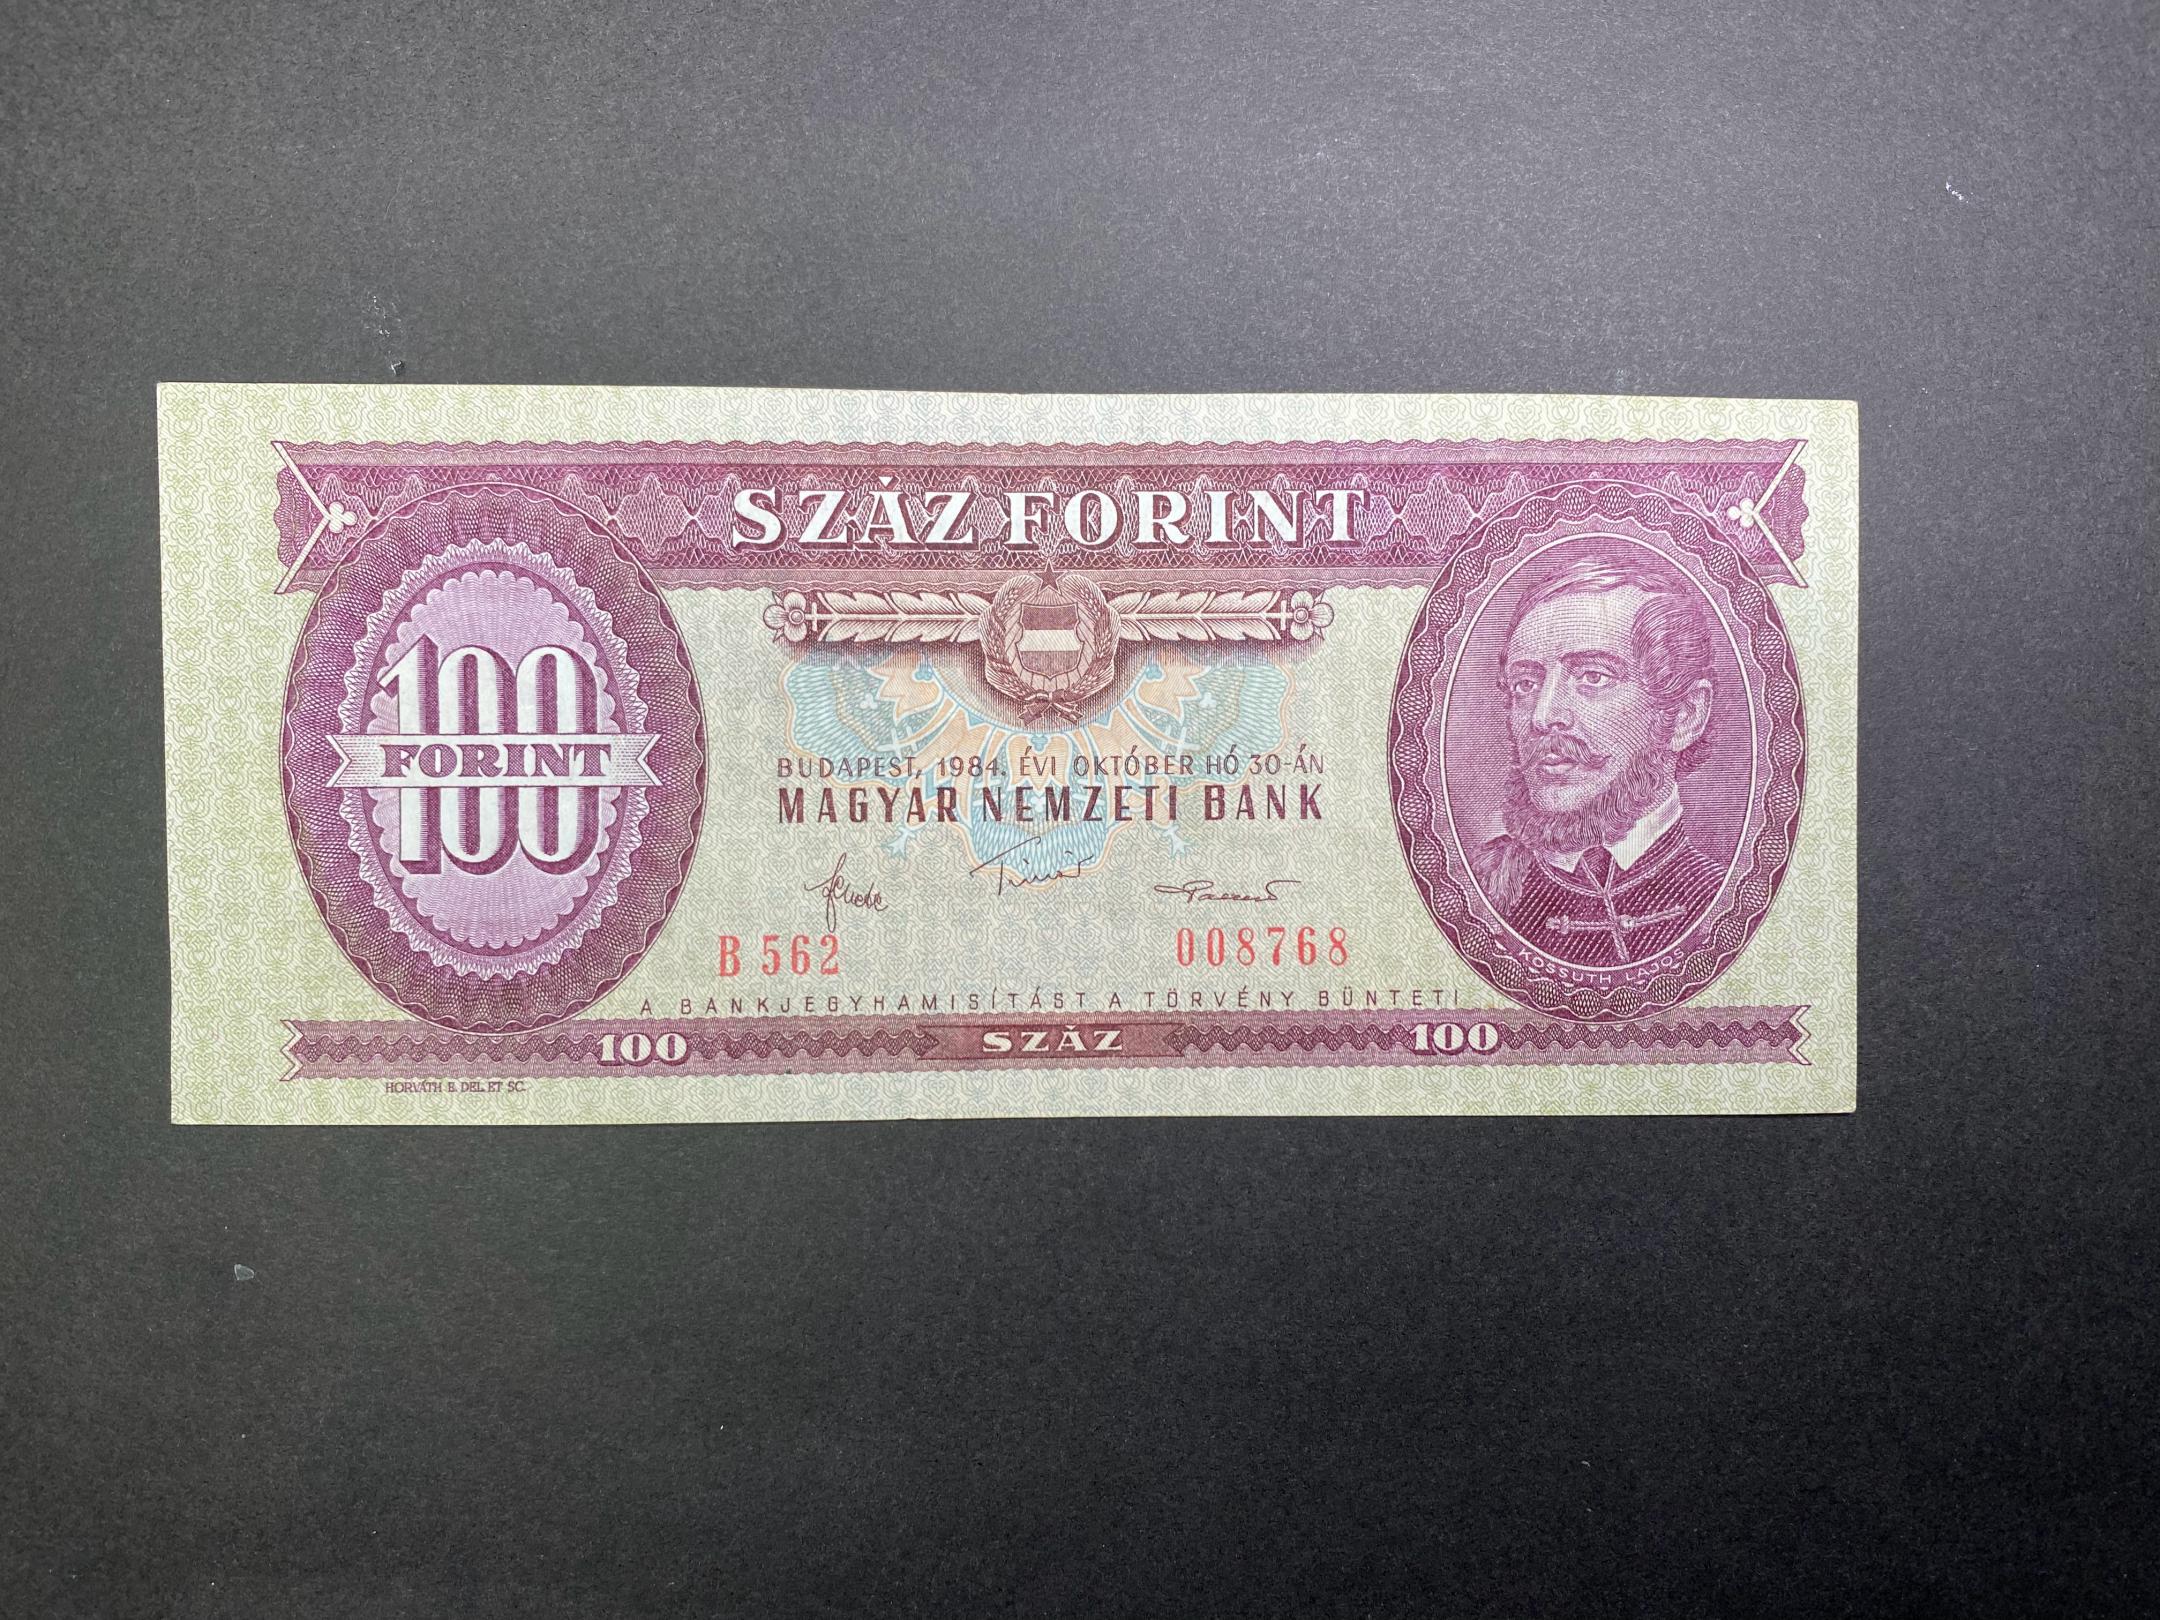 SZÁZ FORINT
100
FORINT
BUDAPEST, 1984. ÉVI OKTÓBER HÓ 30-ÁN
MAGYAR NEMZETI BANK
B 562
008768
KOSSUTH LAJOS
A BANKJEGYHAMISÍTÁST A TÖRVÉNY BÜNTETI
100
SZÁZ
100
HORVÁTH E. DEL. ET SC.